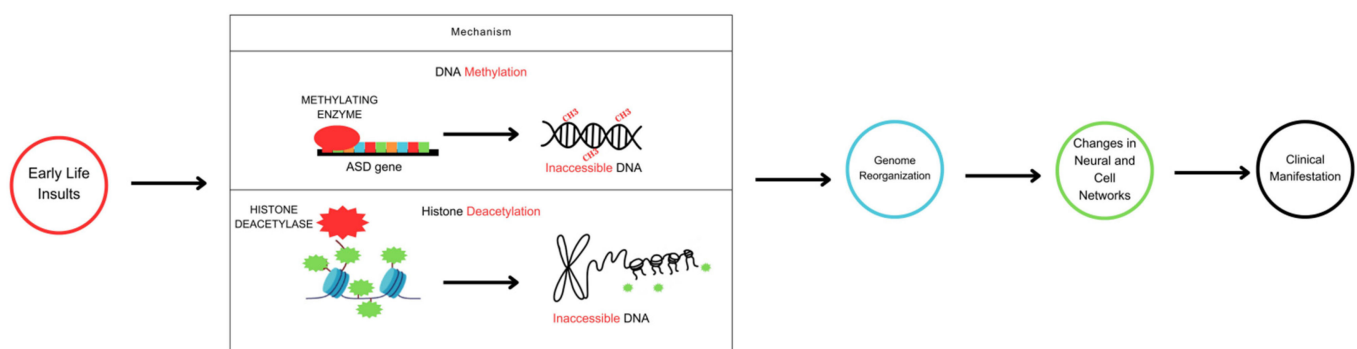 Early Life
Insults
Mechanism
DNA Methylation
METHYLATING
ENZYME
ASD gene
CH3
CH3
CH3
Inaccessible DNA
HISTONE
DEACETYLASE
Histone Deacetylation
Inaccessible DNA
Genome
Reorganization
Changes in
Neural and
Cell
Networks
Clinical
Manifestation